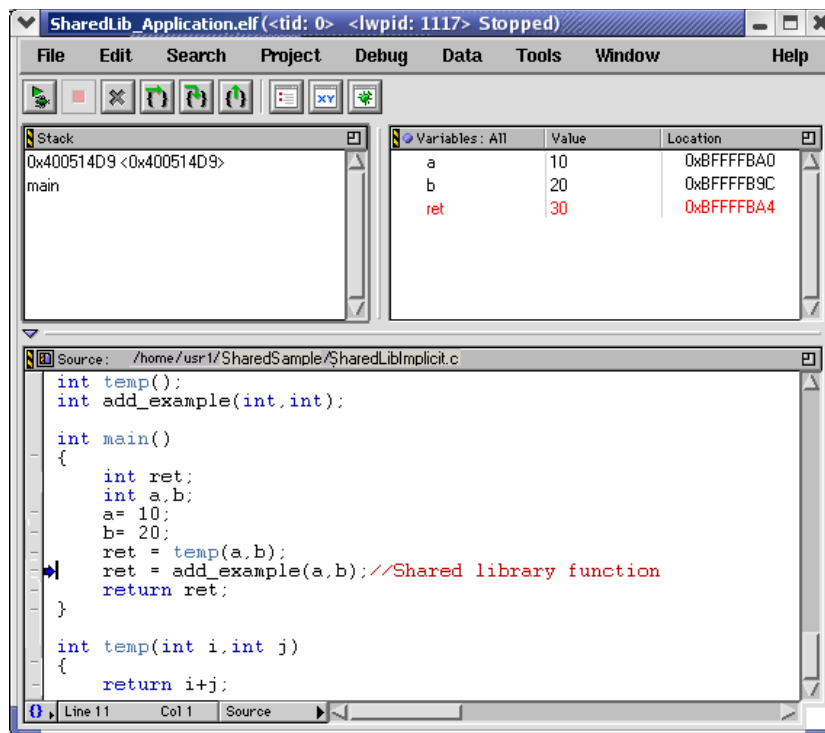 SharedLib_Application.elf (<tid: 0> <lwpid: 1117> Stopped)
File Edit Search Project Debug Data Tools Window Help
XY
Stack
0x400514D9 <0x400514D9>
main
Variables : All Value Location
a 10 0xBFFFFBA0
b 20 0xBFFFFB9C
ret 30 0xBFFFFBA4
Source : /home/usr1/SharedSample/SharedLibImplicit.c
int temp();
int add_example(int,int);
int main()
{
int ret;
int a,b;
a= 10;
b= 20;
ret = temp(a,b);
ret = add_example(a,b);//Shared library function
return ret;
}
int temp(int i,int j)
{
return i+j;
{} Line 11 Col 1 Source